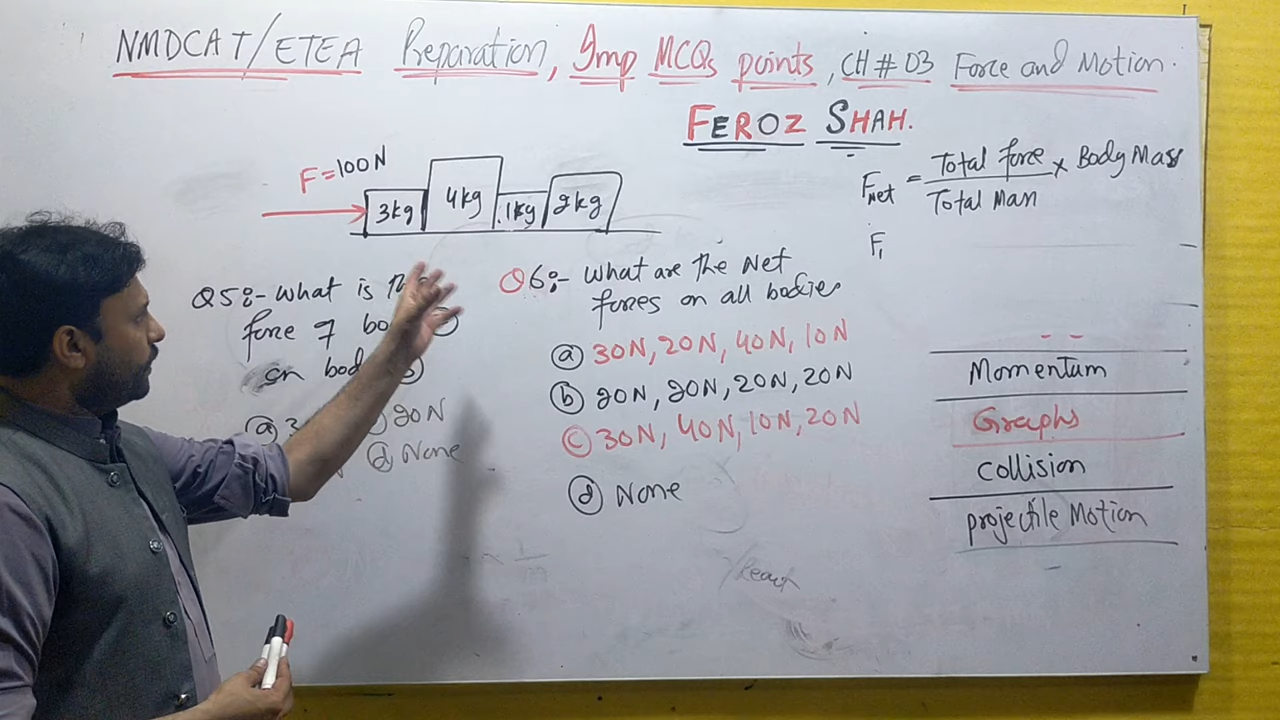 NMDCAT/ETEA Preparation, Imp MCQs points, CH # 03 Force and Motion.
FEROZ SHAH.
F=100N
3kg 4kg 1kg 2kg
F Net = Total force / Total Mass × Body Mass
F1
Q5:- What is the
force of
on
20N
d None
Q6:- What are the Net
forces on all bodies
a 30N, 20N, 40N, 10N
b 20N, 20N, 20N, 20N
c 30N, 40N, 10N, 20N
d None
Momentum
Graphs
collision
projectile Motion